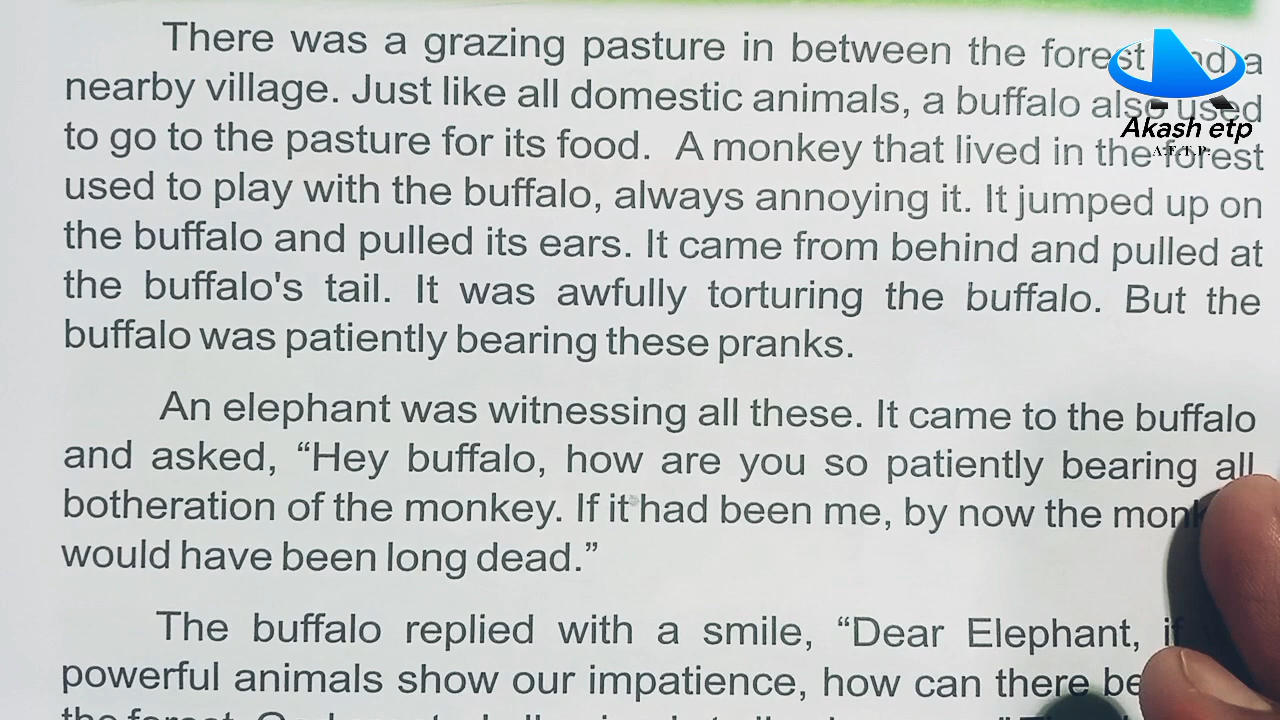 There was a grazing pasture in between the forest and a
nearby village. Just like all domestic animals, a buffalo also used
to go to the pasture for its food. A monkey that lived in the forest
used to play with the buffalo, always annoying it. It jumped up on
the buffalo and pulled its ears. It came from behind and pulled at
the buffalo's tail. It was awfully torturing the buffalo. But the
buffalo was patiently bearing these pranks.
An elephant was witnessing all these. It came to the buffalo
and asked, “Hey buffalo, how are you so patiently bearing all
botheration of the monkey. If it had been me, by now the
would have been long dead.”
The buffalo replied with a smile, “Dear Elephant, if
powerful animals show our impatience, how can there be
Akash etp
A.E.T.P.